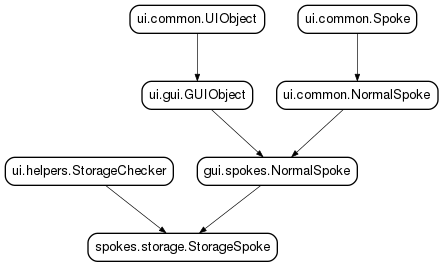 ui.common.UIObject
ui.common.Spoke
ui.gui.GUIObject
ui.common.NormalSpoke
ui.helpers.StorageChecker
gui.spokes.NormalSpoke
spokes.storage.StorageSpoke